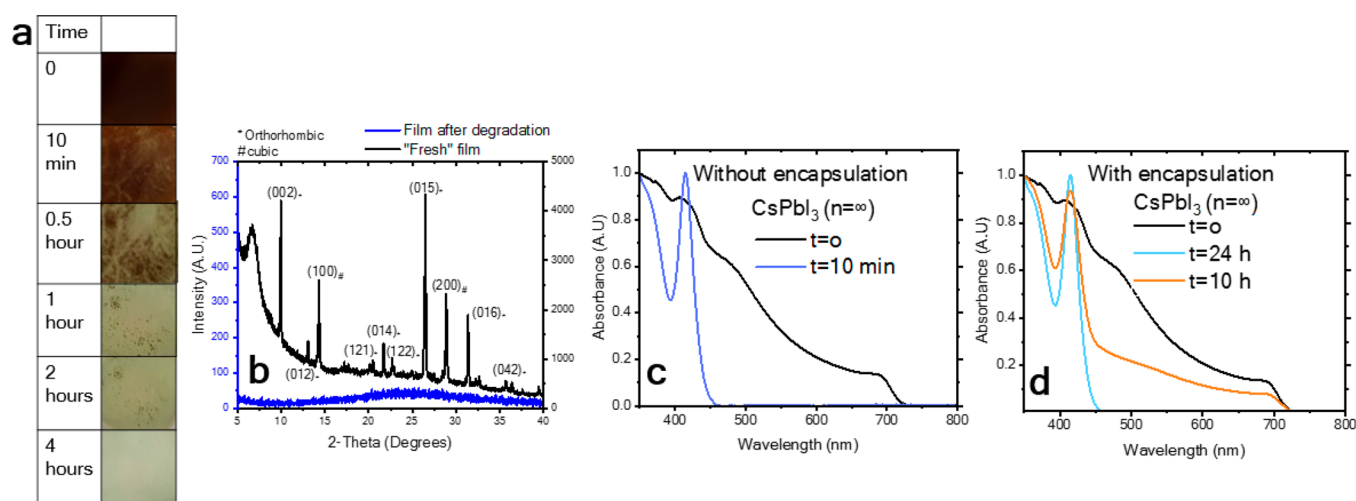 a
Time
0
10
min
0.5
hour
1
hour
2
hours
4
hours
* Orthorhombic
# cubic
Film after degradation
"Fresh" film
Intensity (A.U.)
700
600
500
400
300
200
100
0
5000
4000
3000
2000
1000
0
(002)-
(012)-
(100)#
(121)-
(014)-
(122)-
(015)-
(200)#
(016)-
(042)-
b
5 10 15 20 25 30 35 40
2-Theta (Degrees)
Absorbance (A.U)
1.0
0.8
0.6
0.4
0.2
0.0
Without encapsulation
CsPbI3 (n=∞)
t=o
t=10 min
c
400 500 600 700 800
Wavelength (nm)
Absorbance (A.U)
1.0
0.8
0.6
0.4
0.2
With encapsulation
CsPbI3 (n=∞)
t=o
t=24 h
t=10 h
d
400 500 600 700 800
Wavelength (nm)